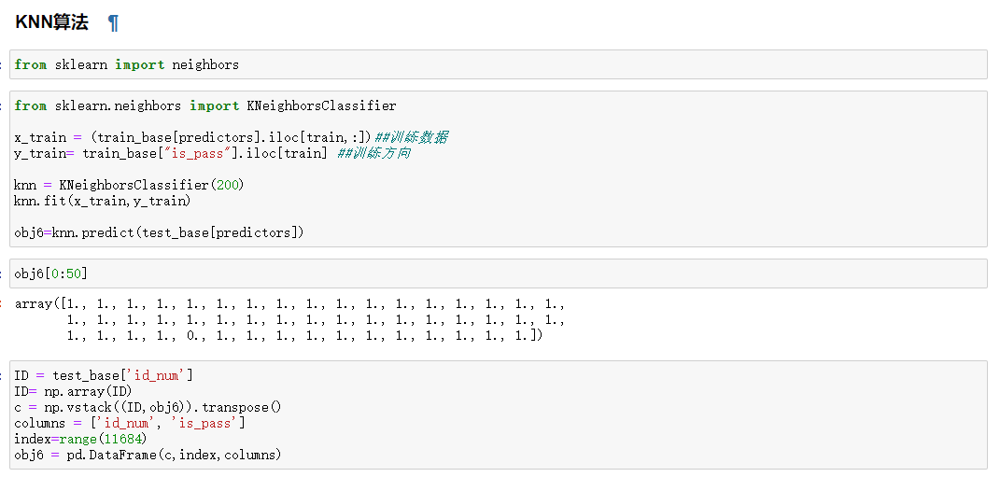 KNN算法 ¶
from sklearn import neighbors
from sklearn.neighbors import KNeighborsClassifier
x_train = (train_base[predictors].iloc[train,:])##训练数据
y_train= train_base["is_pass"].iloc[train] ##训练方向
knn = KNeighborsClassifier(200)
knn.fit(x_train,y_train)
obj6=knn.predict(test_base[predictors])
obj6[0:50]
array([1., 1., 1., 1., 1., 1., 1., 1., 1., 1., 1., 1., 1., 1., 1., 1., 1.,
1., 1., 1., 1., 1., 1., 1., 1., 1., 1., 1., 1., 1., 1., 1., 1., 1.,
1., 1., 1., 1., 0., 1., 1., 1., 1., 1., 1., 1., 1., 1., 1., 1.])
ID = test_base['id_num']
ID= np.array(ID)
c = np.vstack((ID,obj6)).transpose()
columns = ['id_num', 'is_pass']
index=range(11684)
obj6 = pd.DataFrame(c,index,columns)